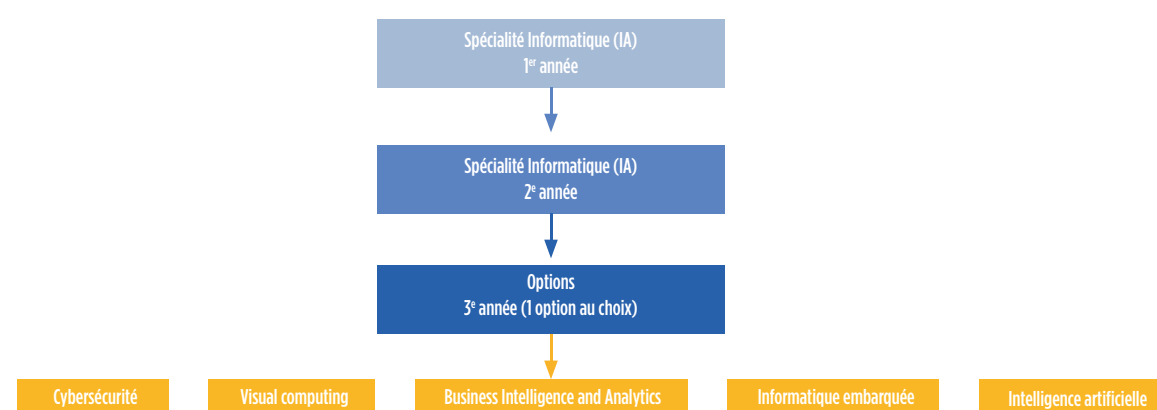 Spécialité Informatique (IA)
1er année
Spécialité Informatique (IA)
2e année
Options
3e année (1 option au choix)
Cybersécurité
Visual computing
Business Intelligence and Analytics
Informatique embarquée
Intelligence artificielle